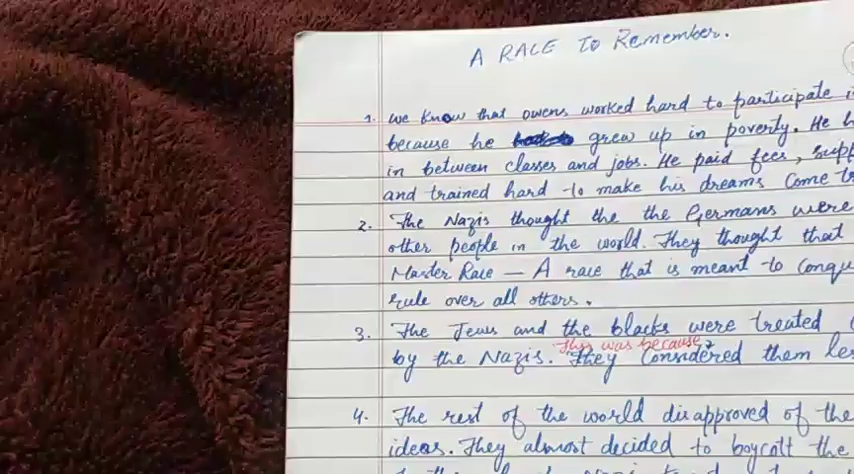 A RACE To Remember.
1. We know that owens worked hard to participate
because he grew up in poverty. He
in between classes and jobs. He paid fees,
and trained hard to make his dreams come
2. The Nazis thought the the Germans were
other people in the world. They thought that
Master Race — A race that is meant to
rule over all others.
3. The Jews and the blacks were treated
This was because
by the Nazis. They Considered them
4. The rest of the world disapproved of the
ideas. They almost decided to boycott the